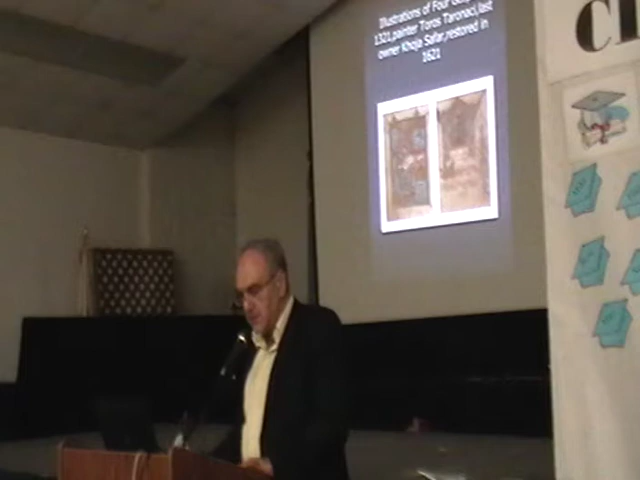 Illustrations of Four
1321,painter Toros Taronaci,last
owner Khoja Safar,restored in
1621